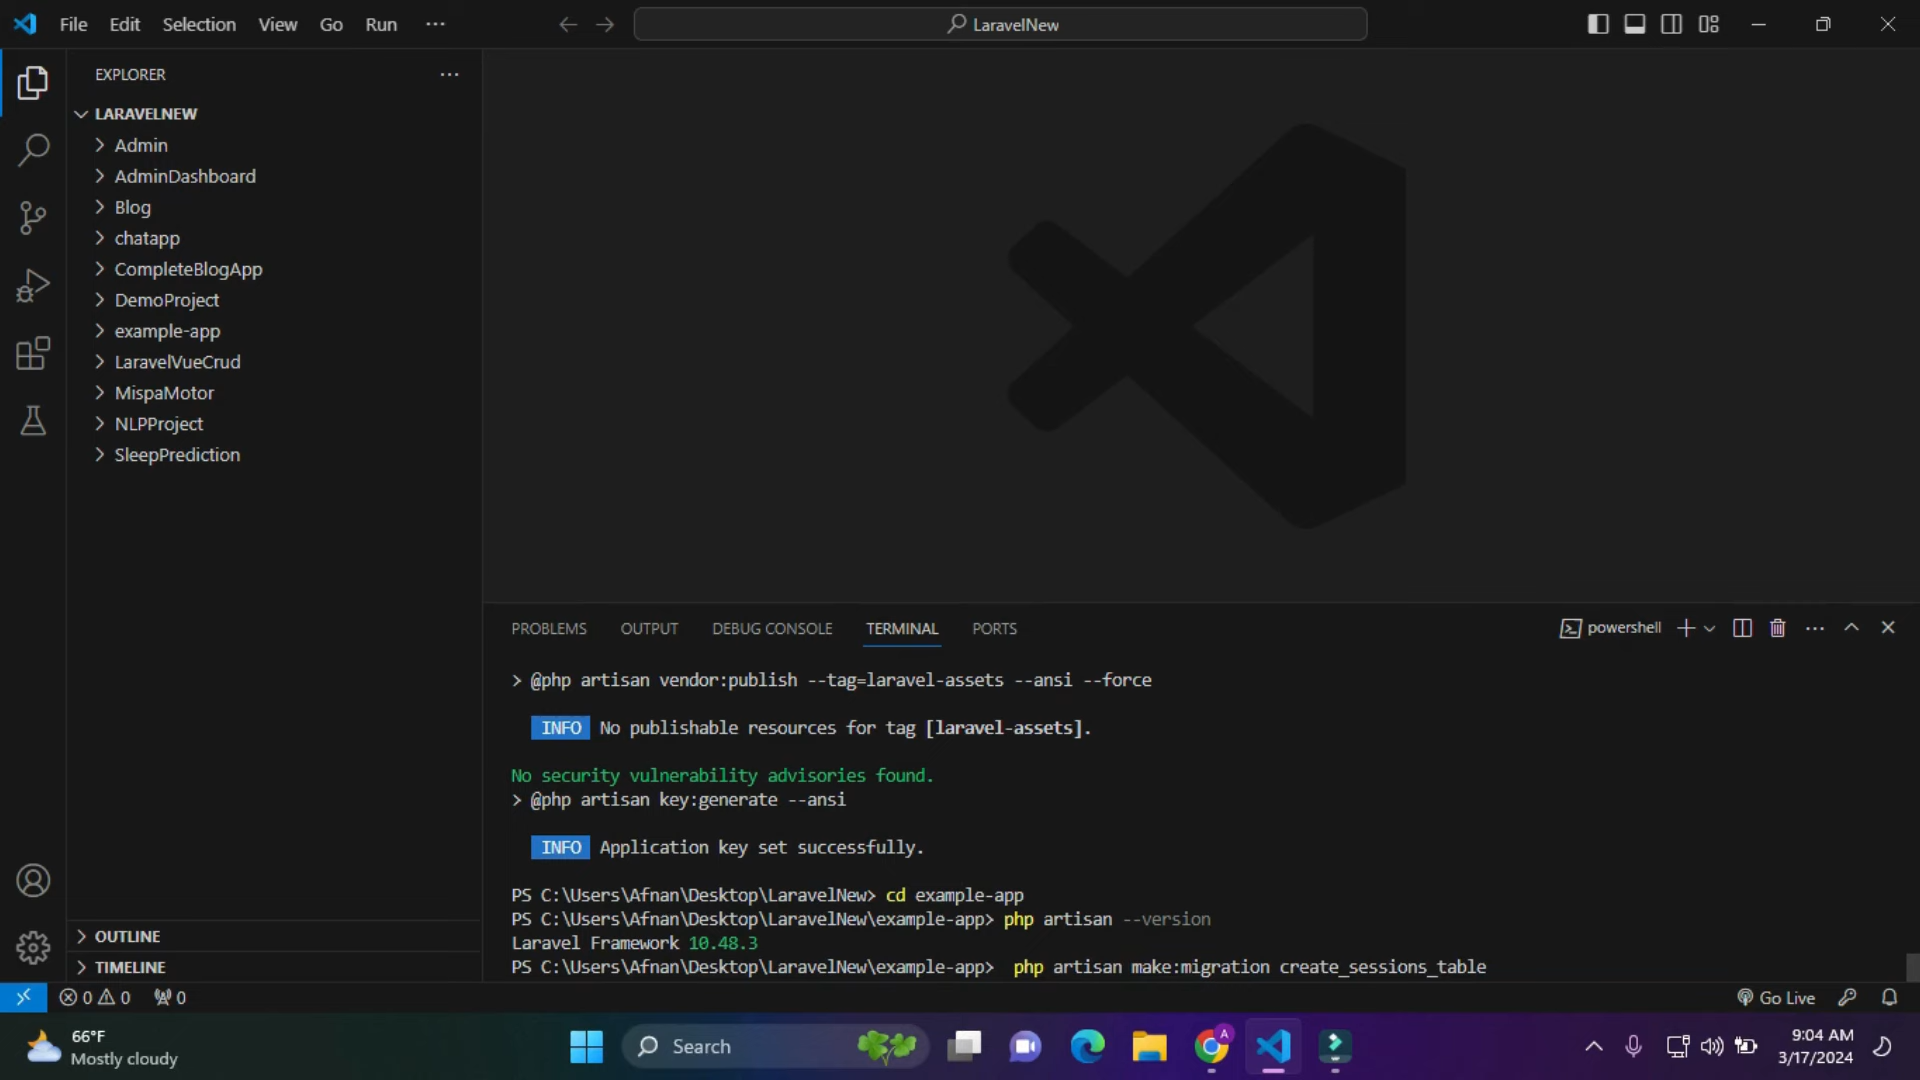 File Edit Selection View Go Run ···
LaravelNew
EXPLORER
LARAVELNEW
Admin
AdminDashboard
Blog
chatapp
CompleteBlogApp
DemoProject
example-app
LaravelVueCrud
MispaMotor
NLPProject
SleepPrediction
OUTLINE
TIMELINE
PROBLEMS OUTPUT DEBUG CONSOLE TERMINAL PORTS
powershell
> @php artisan vendor:publish --tag=laravel-assets --ansi --force
INFO No publishable resources for tag [laravel-assets].
No security vulnerability advisories found.
> @php artisan key:generate --ansi
INFO Application key set successfully.
PS C:\Users\Afnan\Desktop\LaravelNew> cd example-app
PS C:\Users\Afnan\Desktop\LaravelNew\example-app> php artisan --version
Laravel Framework 10.48.3
PS C:\Users\Afnan\Desktop\LaravelNew\example-app> php artisan make:migration create_sessions_table
0 0 0
Go Live
66°F
Mostly cloudy
Search
A
9:04 AM
3/17/2024